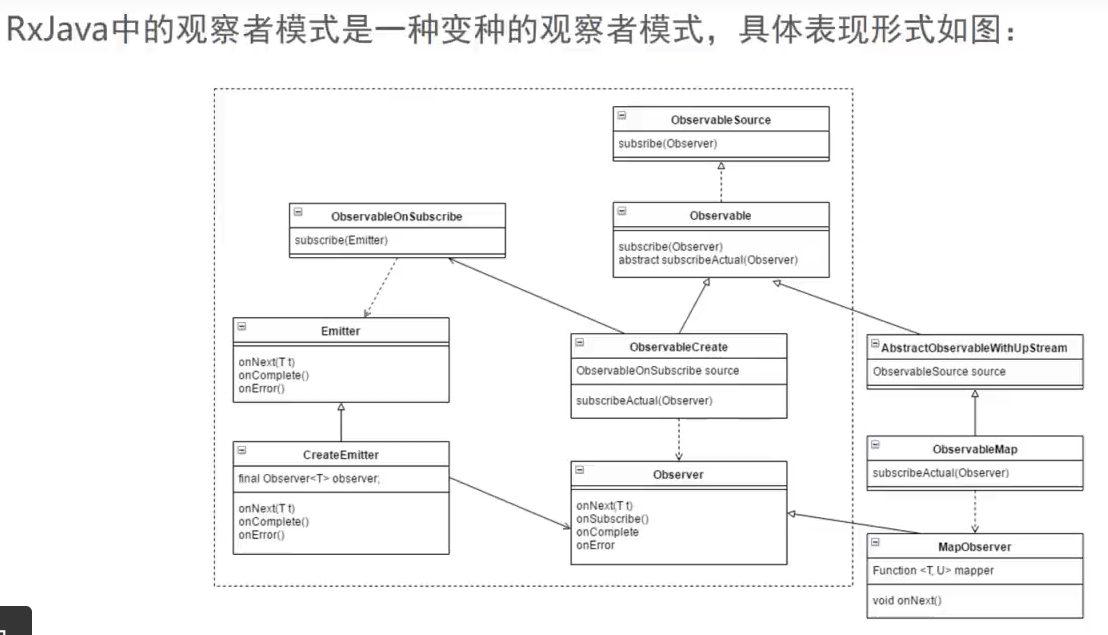 RxJava中的观察者模式是一种变种的观察者模式，具体表现形式如图：
ObservableSource
subsribe(Observer)
ObservableOnSubscribe
subscribe(Emitter)
Observable
subscribe(Observer)
abstract subscribeActual(Observer)
Emitter
onNext(T t)
onComplete()
onError()
ObservableCreate
ObservableOnSubscribe source
subscribeActual(Observer)
AbstractObservableWithUpStream
ObservableSource source
CreateEmitter
final Observer<T> observer;
onNext(T t)
onComplete()
onError()
Observer
onNext(T t)
onSubscribe()
onComplete
onError
ObservableMap
subscribeActual(Observer)
MapObserver
Function <T, U> mapper
void onNext()